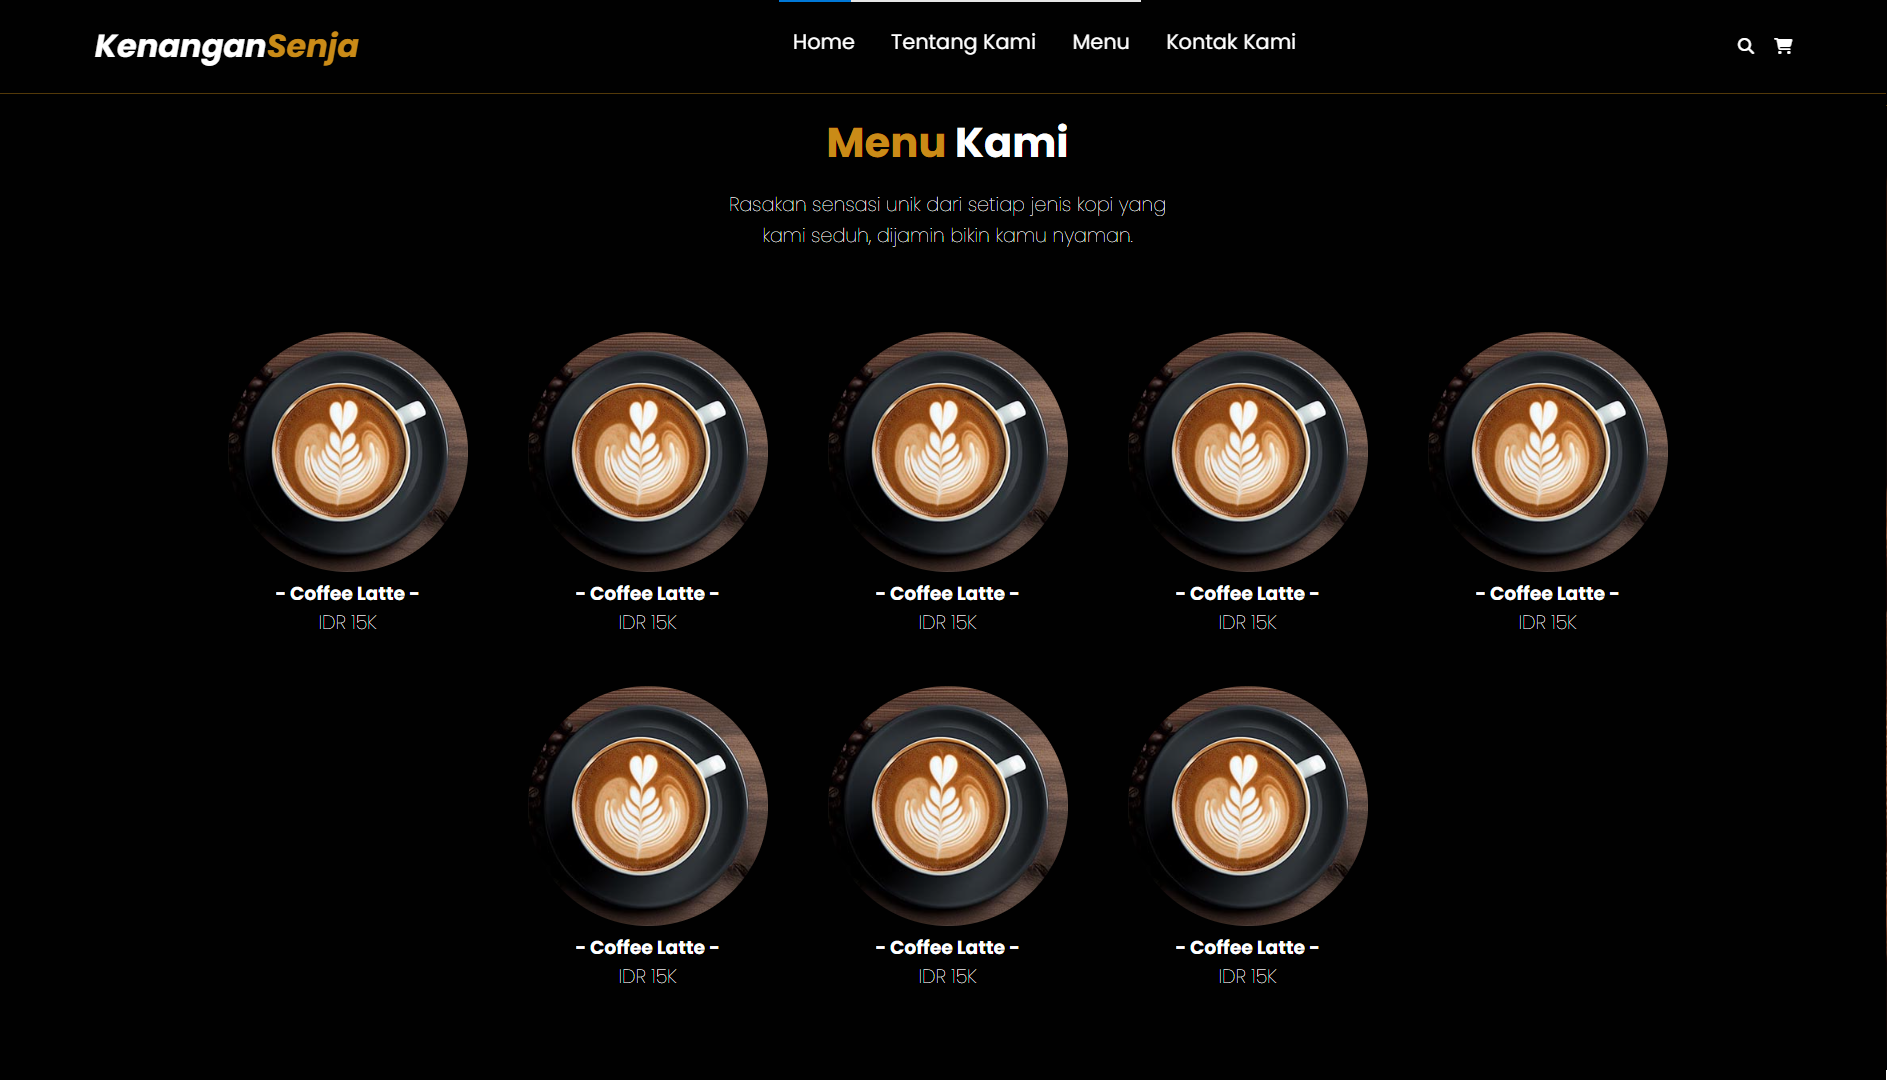 KenanganSenja
Home Tentang Kami Menu Kontak Kami
Menu Kami
Rasakan sensasi unik dari setiap jenis kopi yang
kami seduh, dijamin bikin kamu nyaman.
- Coffee Latte - - Coffee Latte - - Coffee Latte - - Coffee Latte - - Coffee Latte -
IDR 15K IDR 15K IDR 15K IDR 15K IDR 15K
- Coffee Latte - - Coffee Latte - - Coffee Latte -
IDR 15K IDR 15K IDR 15K